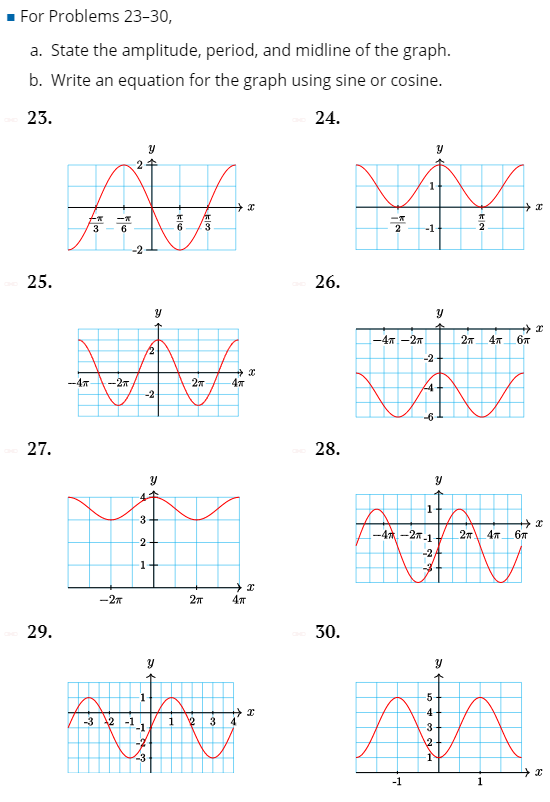 ▪ For Problems 23–30,
a. State the amplitude, period, and midline of the graph.
b. Write an equation for the graph using sine or cosine.
23. 24.
y y
2 1
x x
−π/3 −π/6 π/6 π/3 −π/2 π/2
-2 -1
25. 26.
y y
x
2 −4π −2π 2π 4π 6π
x -2
−4π −2π 2π 4π -4
-2 -6
27. 28.
y y
4 1
3 x
2 −4π −2π 2π 4π 6π
1 -1
x -2
−2π 2π 4π -3
29. 30.
y y
1 5
x 4
-3 -2 -1 1 2 3 4 3
-1 2
-2 1
-3 x
-1 1